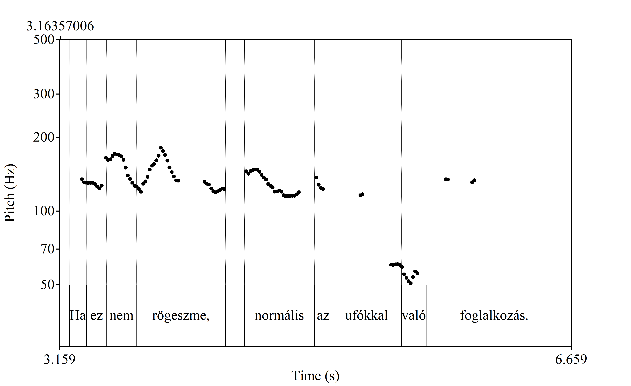 3.16357006
500
300
200
100
70
50
Pitch (Hz)
Ha ez nem rögeszme, normális az ufókkal való foglalkozás.
3.159 6.659
Time (s)